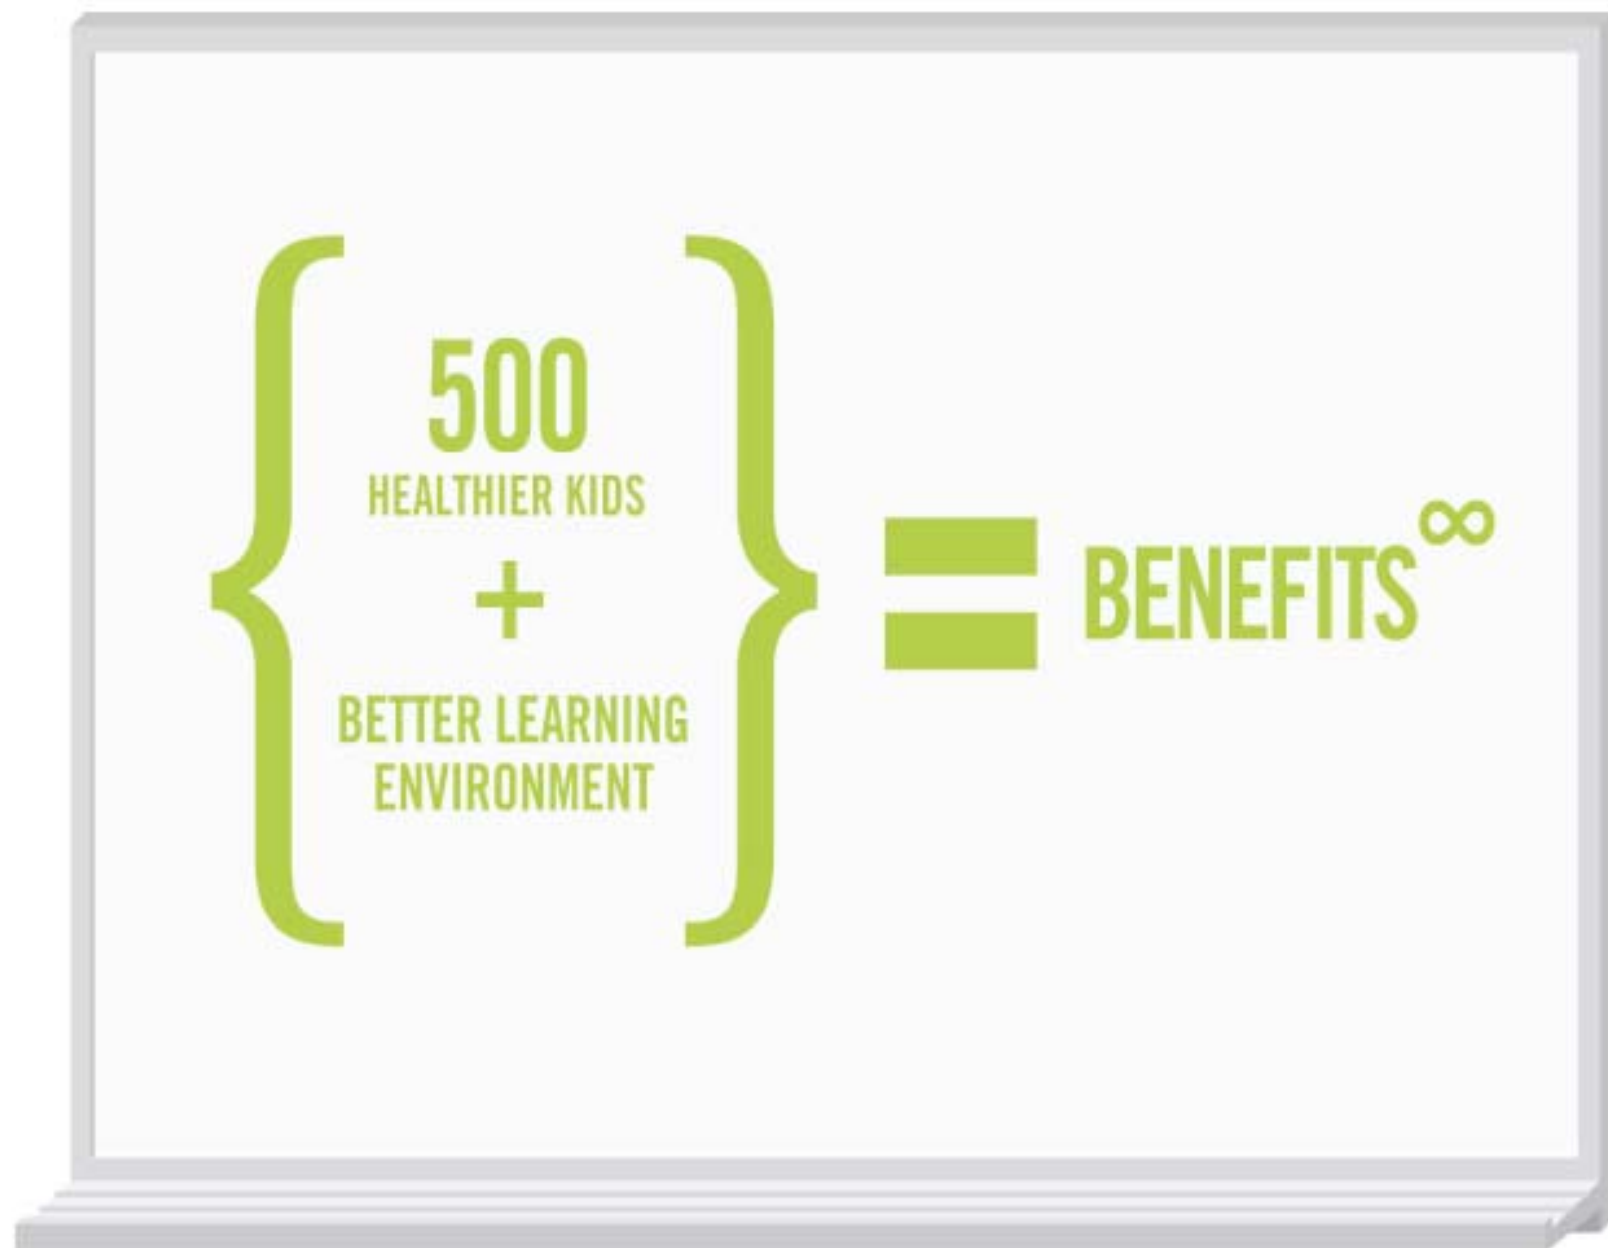 500
HEALTHIER KIDS
+
BETTER LEARNING
ENVIRONMENT
= BENEFITS∞